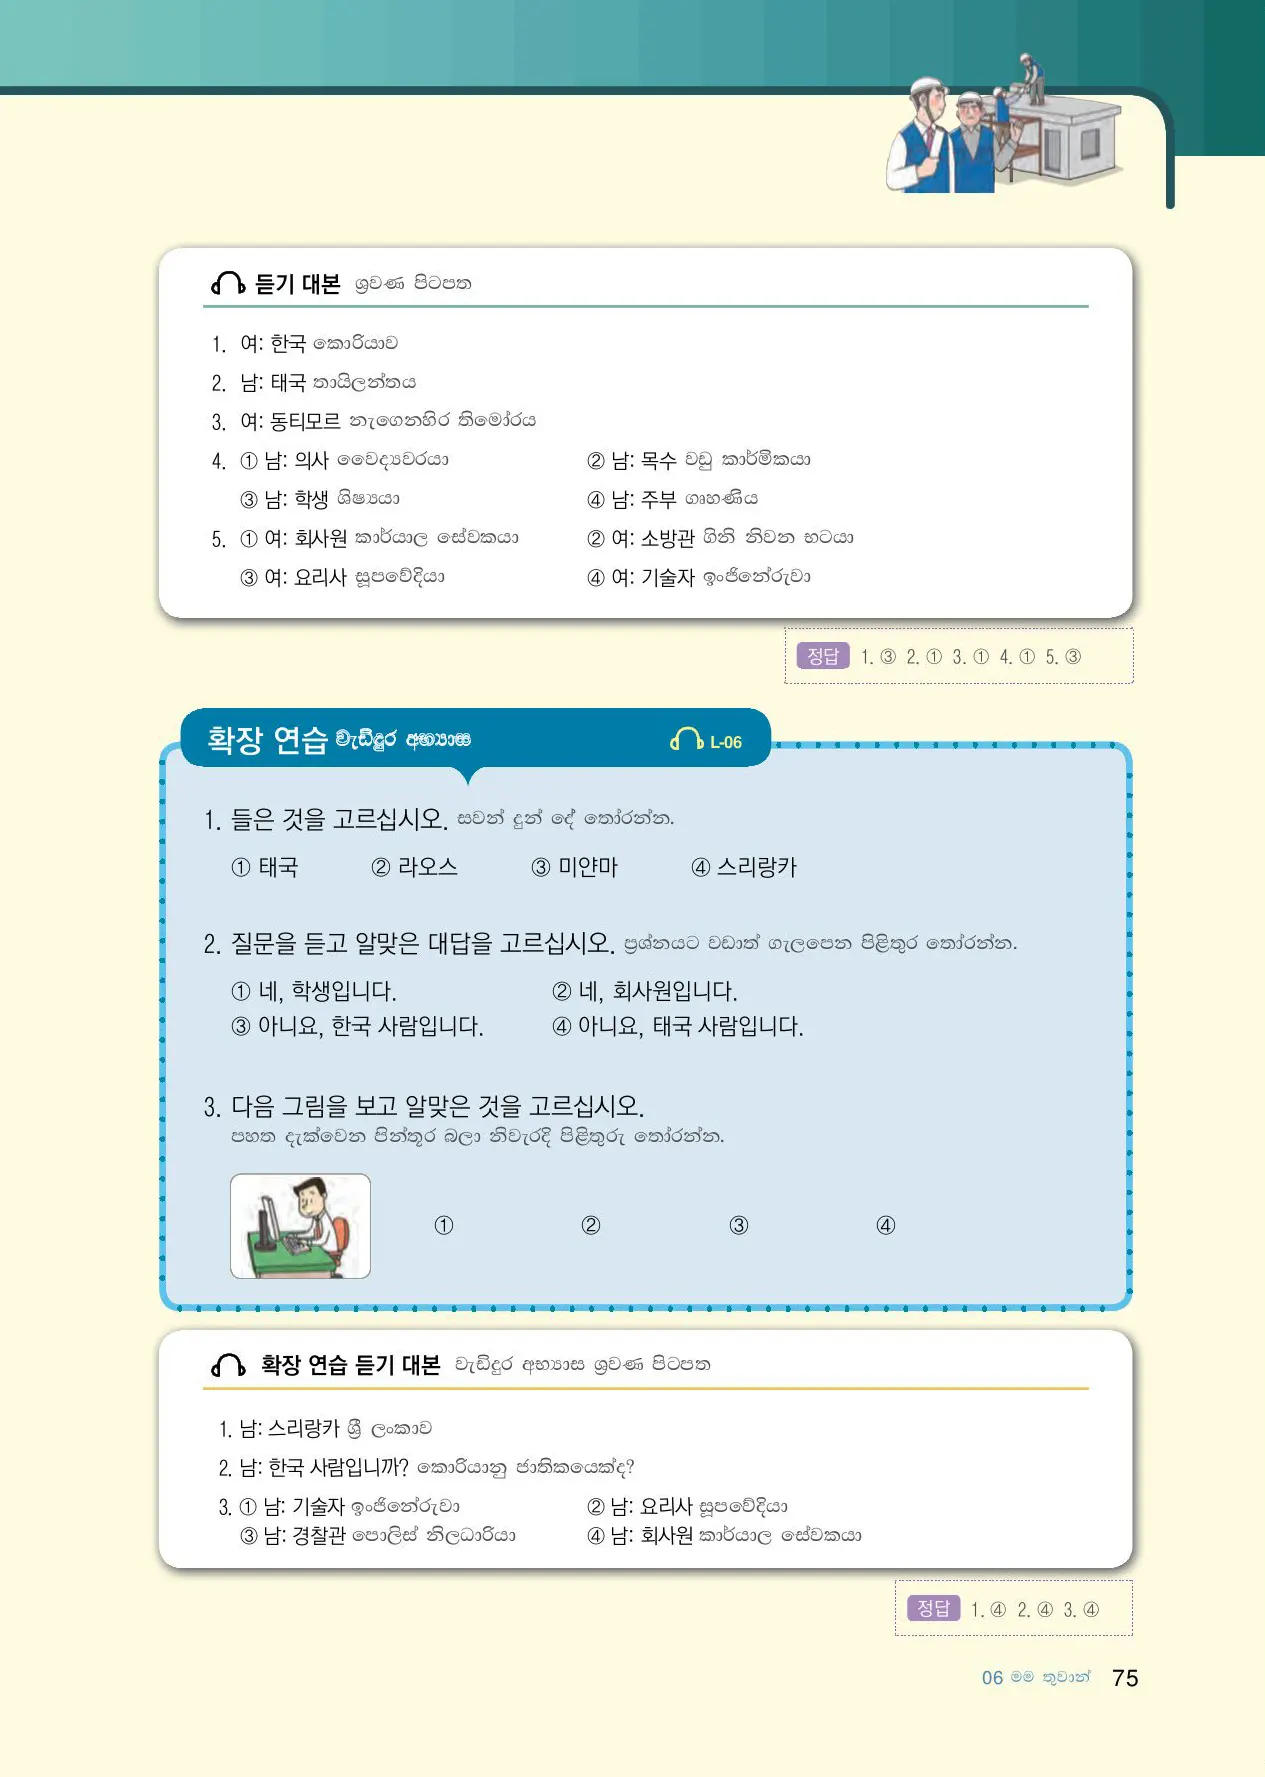 듣기 대본 ශ්‍රවණ පිටපත
1. 여: 한국 කොරියාව
2. 남: 태국 තායිලන්තය
3. 여: 동티모르 නැගෙනහිර තිමෝරය
4. ① 남: 의사 වෛද්‍යවරයා ② 남: 목수 වඩු කාර්මිකයා
③ 남: 학생 ශිෂ්‍යයා ④ 남: 주부 ගෘහණිය
5. ① 여: 회사원 කාර්යාල සේවකයා ② 여: 소방관 ගිනි නිවන භටයා
③ 여: 요리사 සූපවේදියා ④ 여: 기술자 ඉංජිනේරුවා
정답 1. ③ 2. ① 3. ① 4. ① 5. ③
확장 연습 වැඩිදුර අභ්‍යාස L-06
1. 들은 것을 고르십시오. සවන් දුන් දේ තෝරන්න.
① 태국 ② 라오스 ③ 미얀마 ④ 스리랑카
2. 질문을 듣고 알맞은 대답을 고르십시오. ප්‍රශ්නයට වඩාත් ගැලපෙන පිළිතුර තෝරන්න.
① 네, 학생입니다. ② 네, 회사원입니다.
③ 아니요, 한국 사람입니다. ④ 아니요, 태국 사람입니다.
3. 다음 그림을 보고 알맞은 것을 고르십시오.
පහත දැක්වෙන පින්තූර බලා නිවැරදි පිළිතුරු තෝරන්න.
① ② ③ ④
확장 연습 듣기 대본 වැඩිදුර අභ්‍යාස ශ්‍රවණ පිටපත
1. 남: 스리랑카 ශ්‍රී ලංකාව
2. 남: 한국 사람입니까? කොරියානු ජාතිකයෙක්ද?
3. ① 남: 기술자 ඉංජිනේරුවා ② 남: 요리사 සූපවේදියා
③ 남: 경찰관 පොලිස් නිලධාරියා ④ 남: 회사원 කාර්යාල සේවකයා
정답 1. ④ 2. ④ 3. ④
06 මම තුවාන් 75